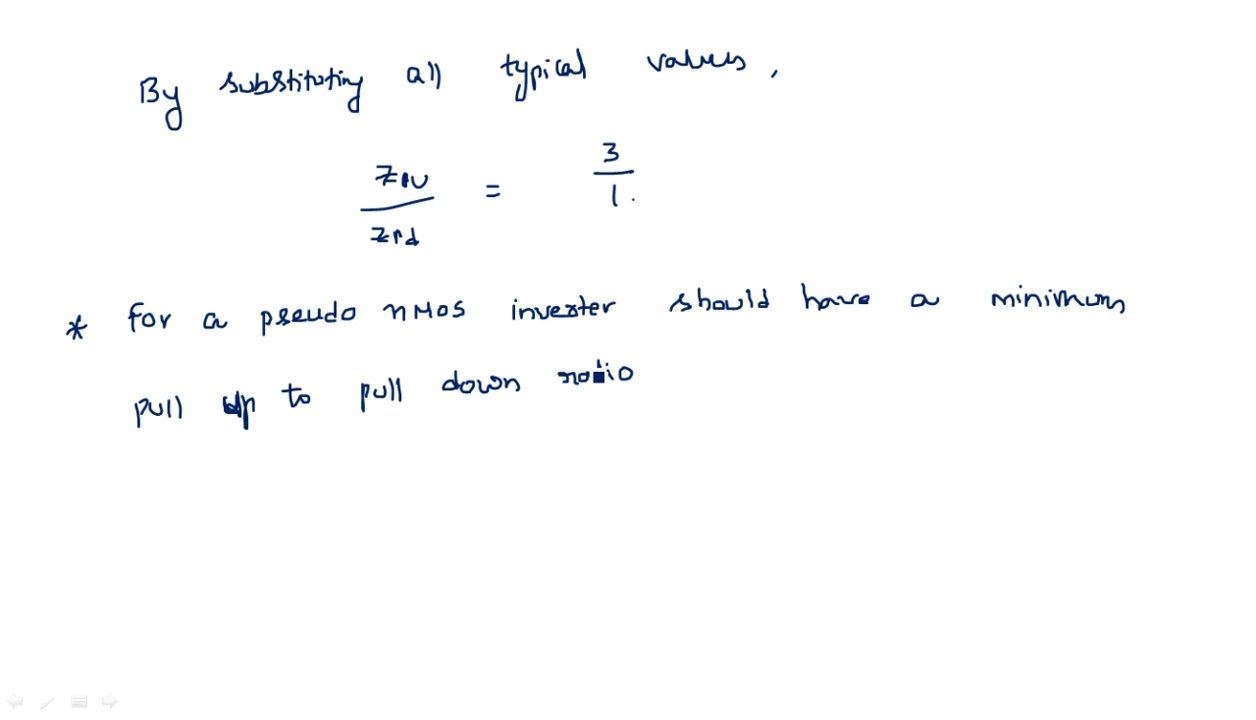 By substituting all typical values,
Zpu / Zpd = 3 / 1.
* for a pseudo nMOS inverter should have a minimum
pull up to pull down ratio